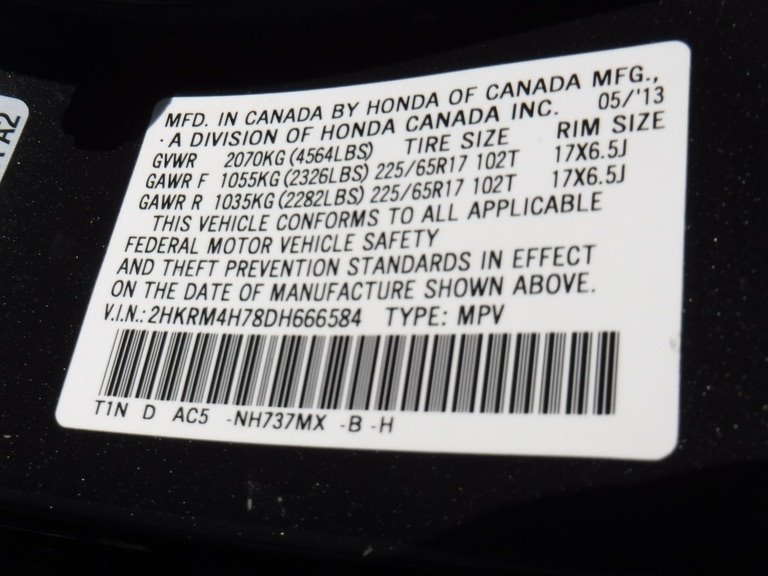 MFD. IN CANADA BY HONDA OF CANADA MFG.,
· A DIVISION OF HONDA CANADA INC. 05/'13
GVWR 2070KG (4564LBS) TIRE SIZE RIM SIZE
GAWR F 1055KG (2326LBS) 225/65R17 102T 17X6.5J
GAWR R 1035KG (2282LBS) 225/65R17 102T 17X6.5J
THIS VEHICLE CONFORMS TO ALL APPLICABLE
FEDERAL MOTOR VEHICLE SAFETY
AND THEFT PREVENTION STANDARDS IN EFFECT
ON THE DATE OF MANUFACTURE SHOWN ABOVE.
V.I.N.: 2HKRM4H78DH666584 TYPE: MPV
T1N D AC5 -NH737MX -B -H